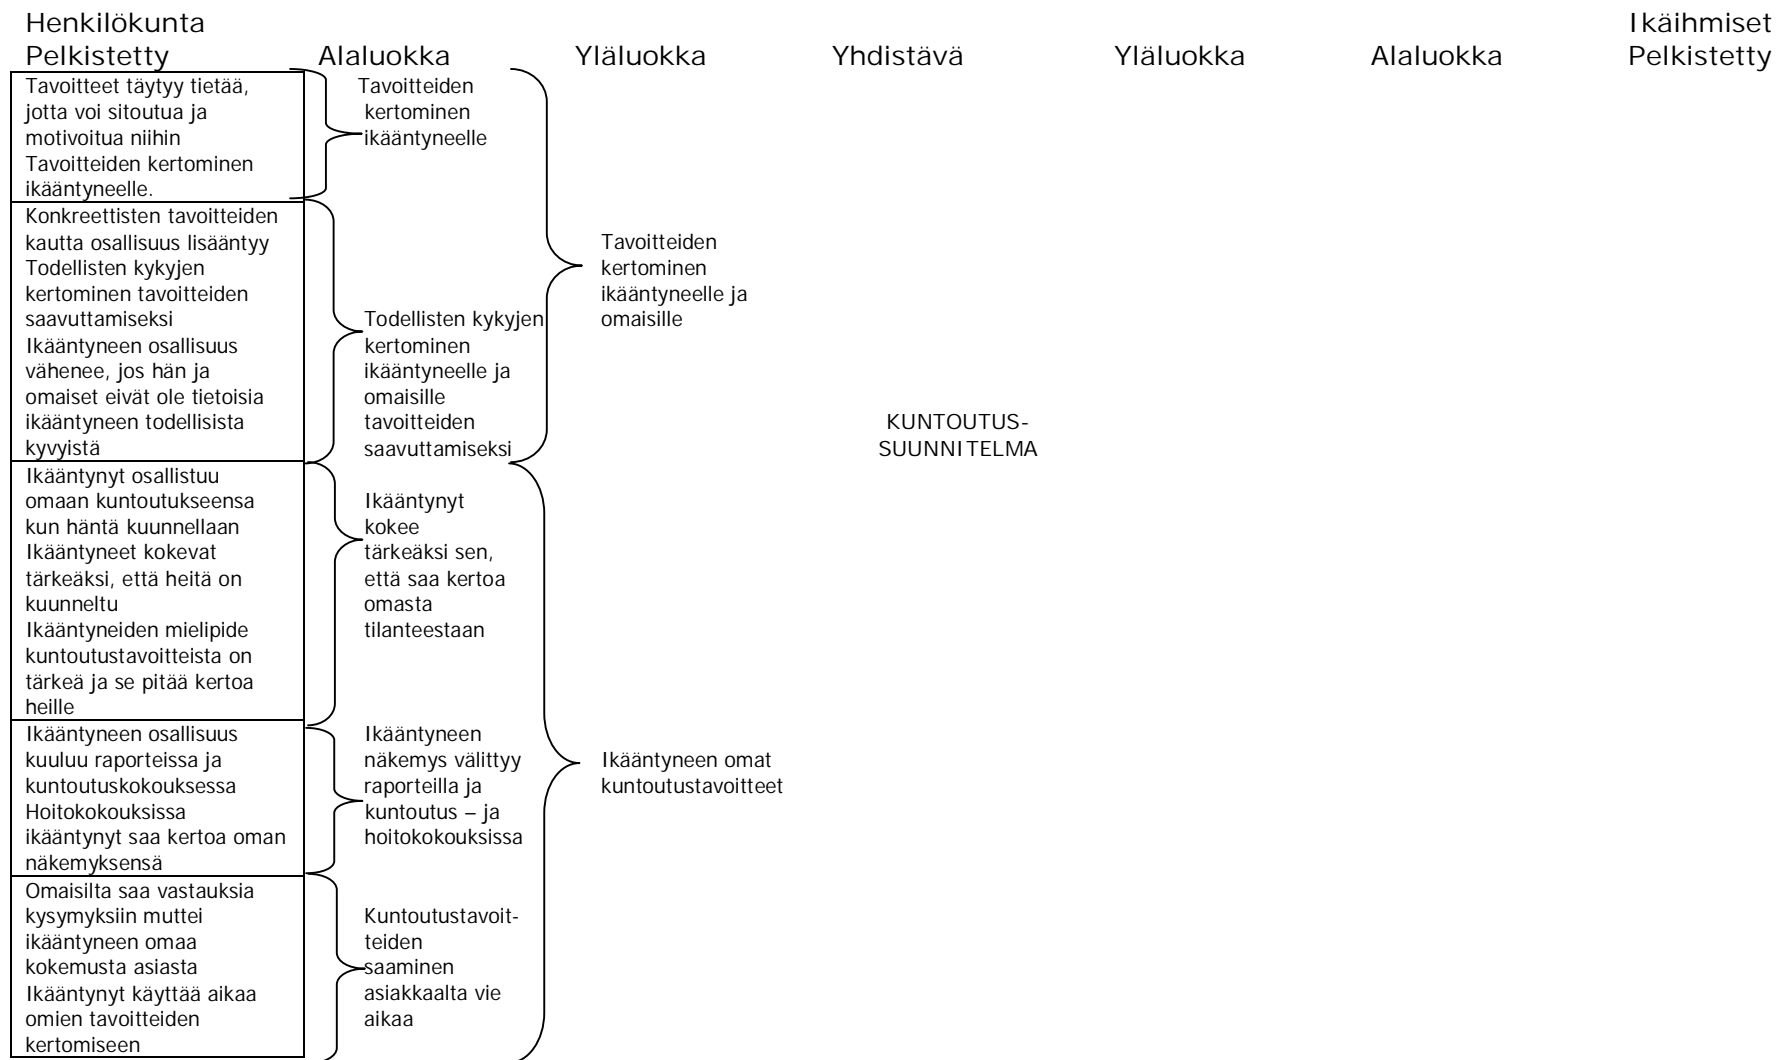 Henkilökunta
Pelkistetty
Alaluokka
Yläluokka
Yhdistävä
Yläluokka
Alaluokka
Ikäihmiset
Pelkistetty
Tavoitteet täytyy tietää,
jotta voi sitoutua ja
motivoitua niihin
Tavoitteiden kertominen
ikääntyneelle.
Tavoitteiden
kertominen
ikääntyneelle
Konkreettisten tavoitteiden
kautta osallisuus lisääntyy
Todellisten kykyjen
kertominen tavoitteiden
saavuttamiseksi
Ikääntyneen osallisuus
vähenee, jos hän ja
omaiset eivät ole tietoisia
ikääntyneen todellisista
kyvyistä
Todellisten kykyjen
kertominen
ikääntyneelle ja
omaisille
tavoitteiden
saavuttamiseksi
Tavoitteiden
kertominen
ikääntyneelle ja
omaisille
KUNTOUTUS-
SUUNNITELMA
Ikääntynyt osallistuu
omaan kuntoutukseensa
kun häntä kuunnellaan
Ikääntyneet kokevat
tärkeäksi, että heitä on
kuunneltu
Ikääntyneiden mielipide
kuntoutustavoitteista on
tärkeä ja se pitää kertoa
heille
Ikääntynyt
kokee
tärkeäksi sen,
että saa kertoa
omasta
tilanteestaan
Ikääntyneen osallisuus
kuuluu raporteissa ja
kuntoutuskokouksessa
Hoitokokouksissa
ikääntynyt saa kertoa oman
näkemyksensä
Ikääntyneen
näkemys välittyy
raporteilla ja
kuntoutus – ja
hoitokokouksissa
Ikääntyneen omat
kuntoutustavoitteet
Omaisilta saa vastauksia
kysymyksiin muttei
ikääntyneen omaa
kokemusta asiasta
Ikääntynyt käyttää aikaa
omien tavoitteiden
kertomiseen
Kuntoutustavoit-
teiden
saaminen
asiakkaalta vie
aikaa